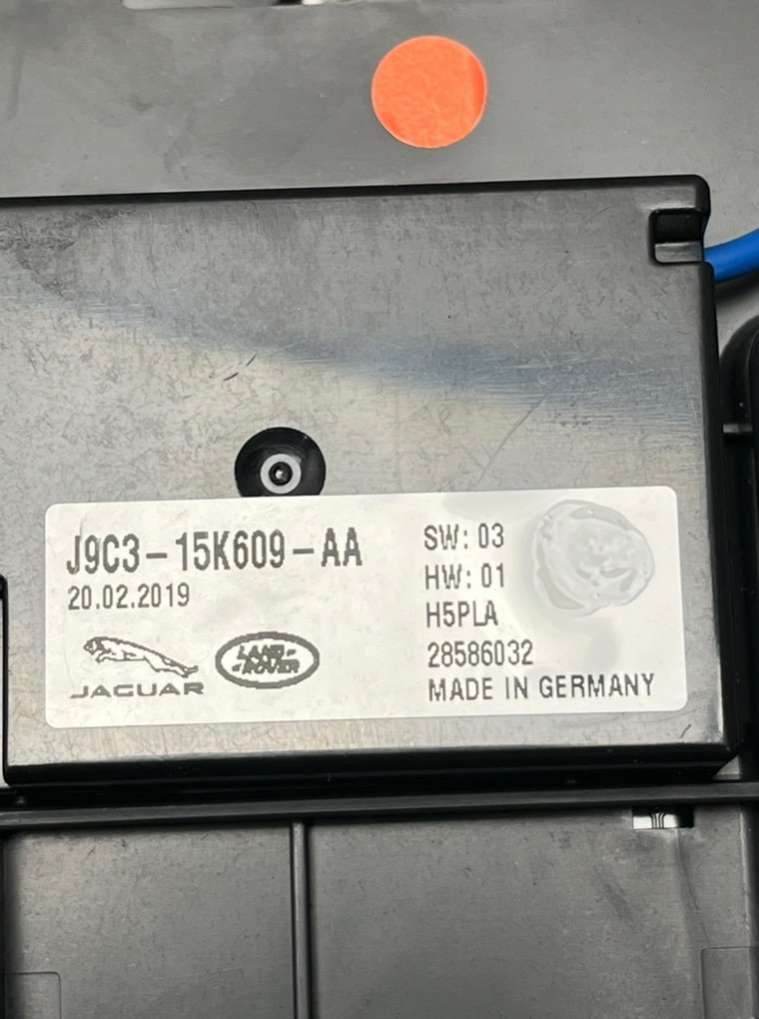 J9C3-15K609-AA
20.02.2019
JAGUAR
LAND
ROVER
SW: 03
HW: 01
H5PLA
28586032
MADE IN GERMANY